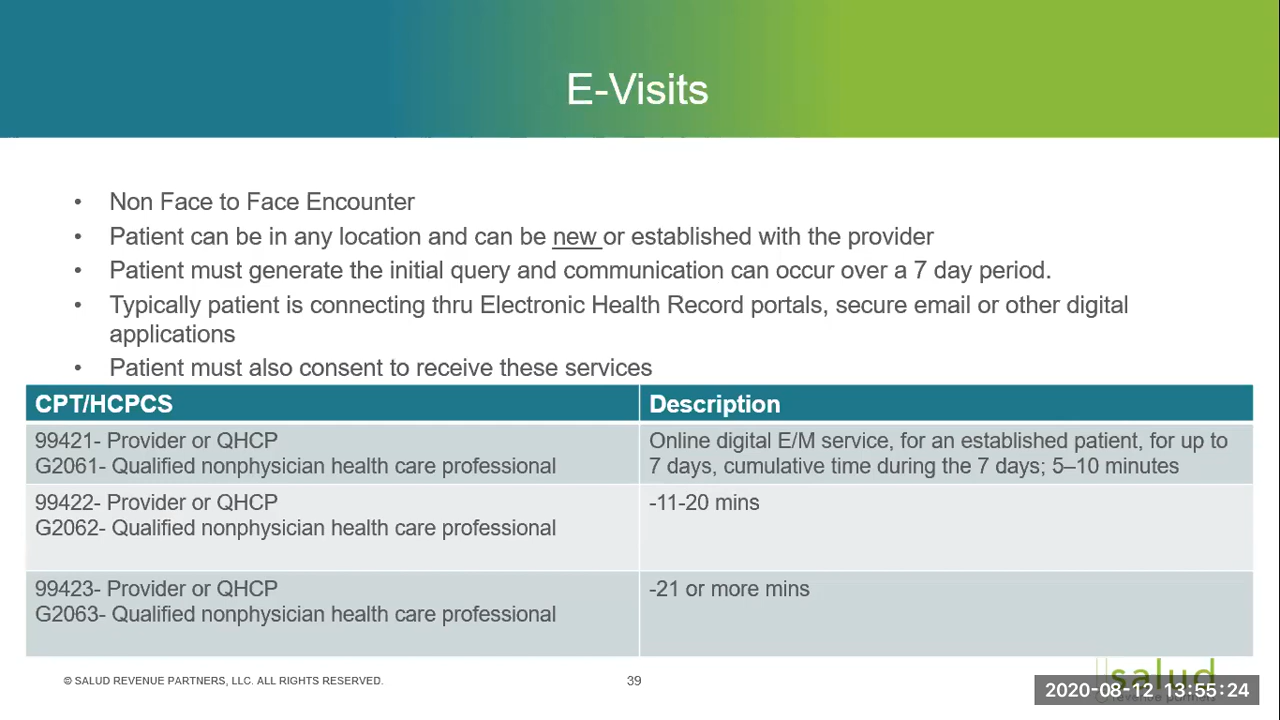 E-Visits
• Non Face to Face Encounter
• Patient can be in any location and can be new or established with the provider
• Patient must generate the initial query and communication can occur over a 7 day period.
• Typically patient is connecting thru Electronic Health Record portals, secure email or other digital
applications
• Patient must also consent to receive these services
CPT/HCPCS
Description
99421- Provider or QHCP
G2061- Qualified nonphysician health care professional
Online digital E/M service, for an established patient, for up to
7 days, cumulative time during the 7 days; 5–10 minutes
99422- Provider or QHCP
G2062- Qualified nonphysician health care professional
-11-20 mins
99423- Provider or QHCP
G2063- Qualified nonphysician health care professional
-21 or more mins
© SALUD REVENUE PARTNERS, LLC. ALL RIGHTS RESERVED.
39
salud
revenue partners
2020-08-12 13:55:24